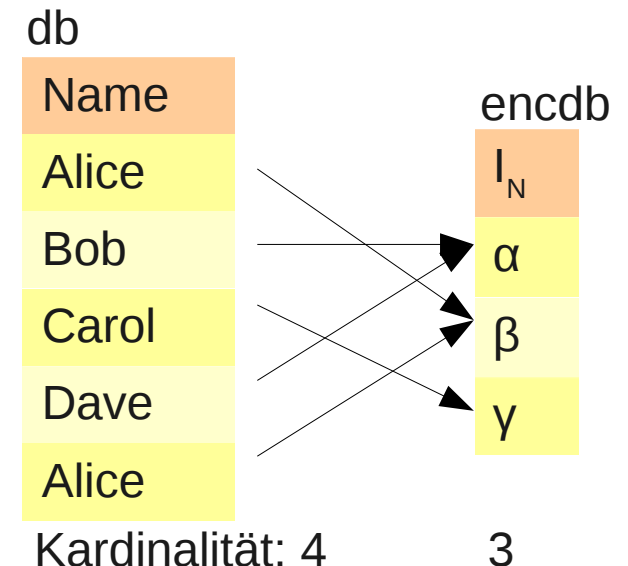 db
Name
Alice
Bob
Carol
Dave
Alice
encdb
I_N
α
β
γ
Kardinalität: 4 3